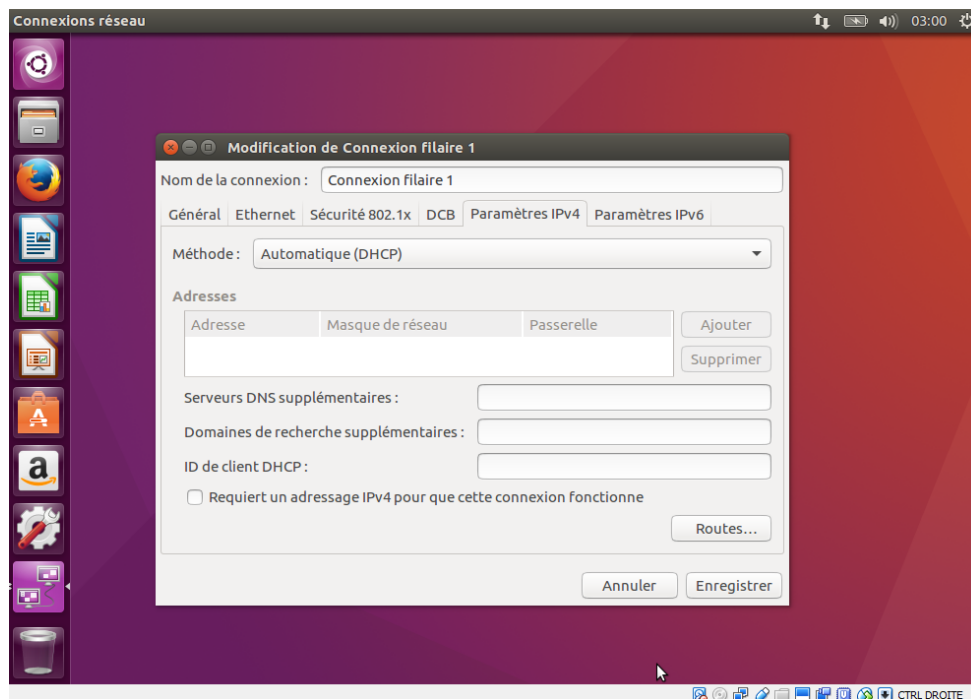 Connexions réseau 03:00
Modification de Connexion filaire 1
Nom de la connexion : Connexion filaire 1
Général Ethernet Sécurité 802.1x DCB Paramètres IPv4 Paramètres IPv6
Méthode : Automatique (DHCP)
Adresses
Adresse Masque de réseau Passerelle Ajouter
Supprimer
Serveurs DNS supplémentaires :
Domaines de recherche supplémentaires :
ID de client DHCP :
Requiert un adressage IPv4 pour que cette connexion fonctionne
Routes...
Annuler Enregistrer
CTRL DROITE